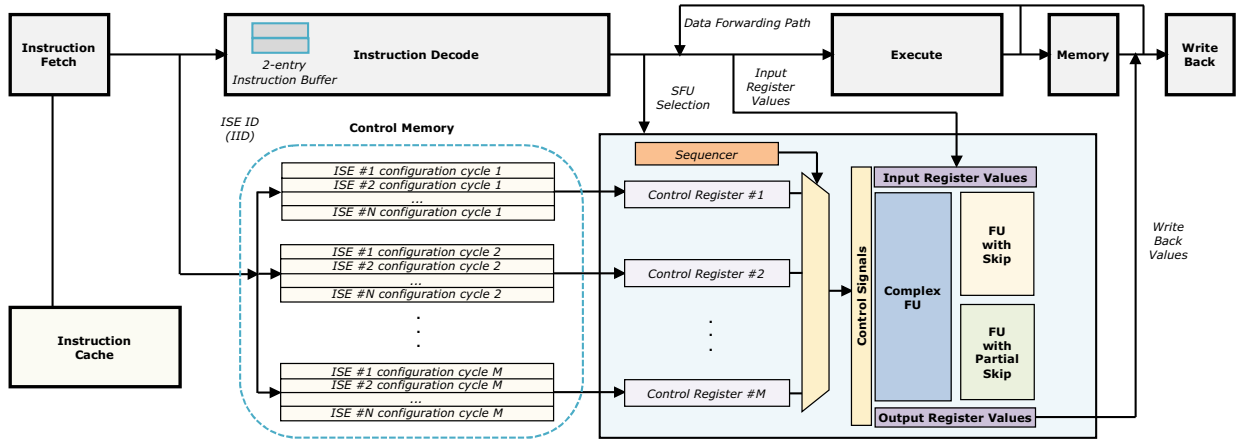 Instruction
Fetch
2-entry
Instruction Buffer
Instruction Decode
Data Forwarding Path
Execute
Memory
Write
Back
SFU
Selection
Input
Register
Values
ISE ID
(IID)
Control Memory
ISE #1 configuration cycle 1
ISE #2 configuration cycle 1
...
ISE #N configuration cycle 1
ISE #1 configuration cycle 2
ISE #2 configuration cycle 2
...
ISE #N configuration cycle 2
. . .
ISE #1 configuration cycle M
ISE #2 configuration cycle M
...
ISE #N configuration cycle M
Instruction
Cache
Sequencer
Control Register #1
Control Register #2
. . .
Control Register #M
Control Signals
Input Register Values
Complex
FU
FU
with
Skip
FU
with
Partial
Skip
Output Register Values
Write
Back
Values